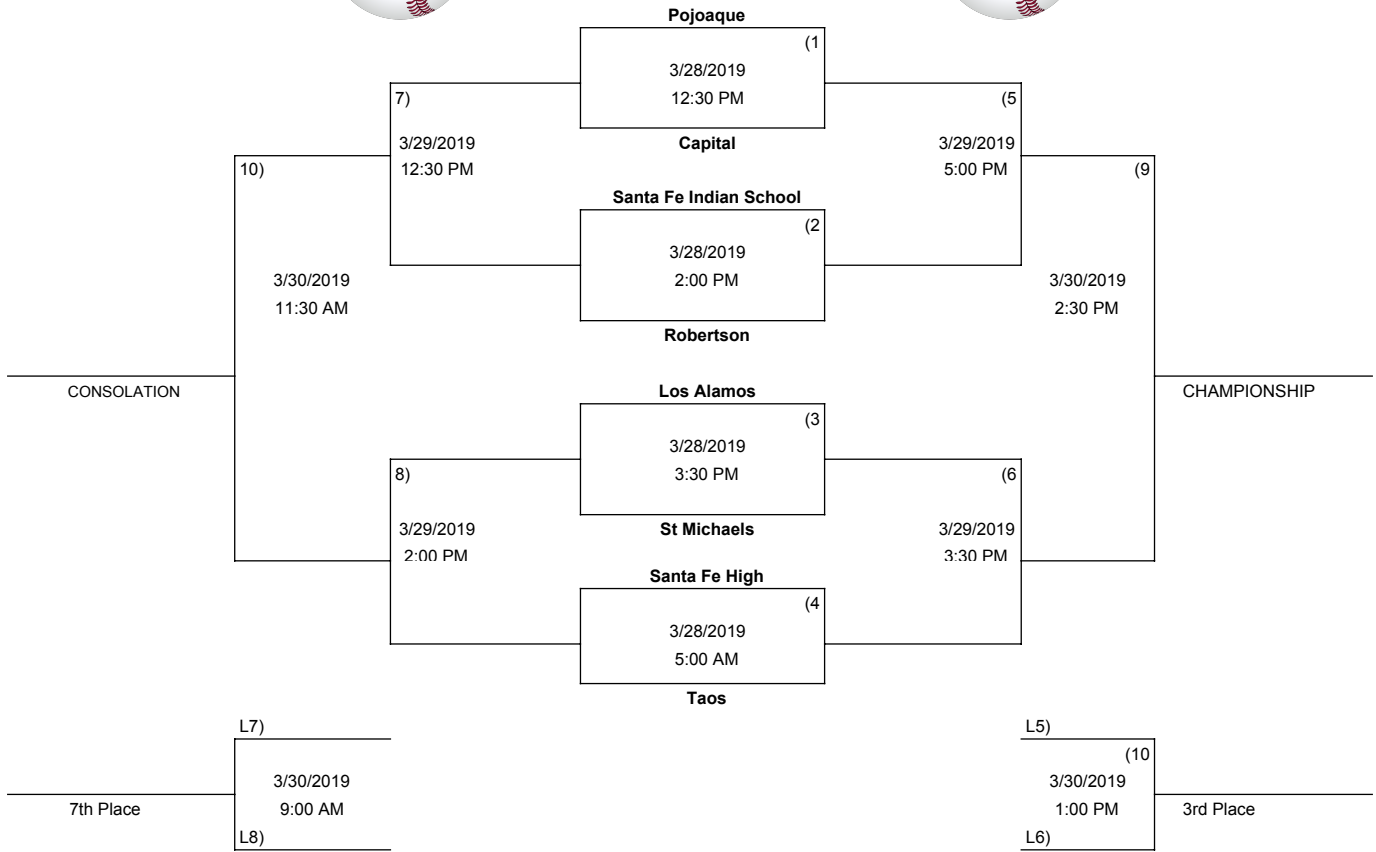 Pojoaque
(1
3/28/2019
12:30 PM
Capital
7)
3/29/2019
12:30 PM
(5
3/29/2019
5:00 PM
10)
3/30/2019
11:30 AM
(9
3/30/2019
2:30 PM
Santa Fe Indian School
(2
3/28/2019
2:00 PM
Robertson
CONSOLATION
CHAMPIONSHIP
Los Alamos
(3
3/28/2019
3:30 PM
St Michaels
8)
3/29/2019
2:00 PM
(6
3/29/2019
3:30 PM
Santa Fe High
(4
3/28/2019
5:00 AM
Taos
L7)
3/30/2019
9:00 AM
7th Place
L8)
L5)
(10
3/30/2019
1:00 PM
3rd Place
L6)